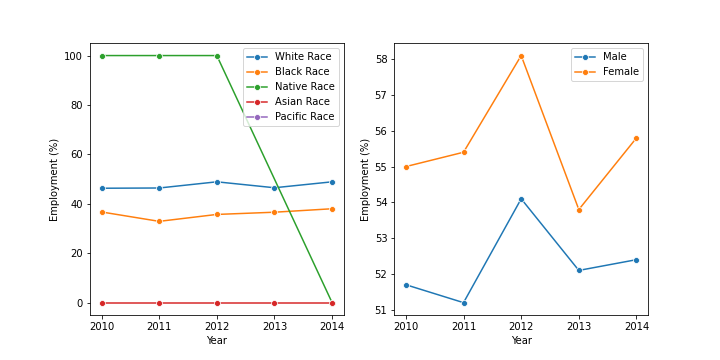 100
80
60
40
20
0
Employment (%)
2010 2011 2012 2013 2014
Year
White Race
Black Race
Native Race
Asian Race
Pacific Race
58
57
56
55
54
53
52
51
Employment (%)
2010 2011 2012 2013 2014
Year
Male
Female